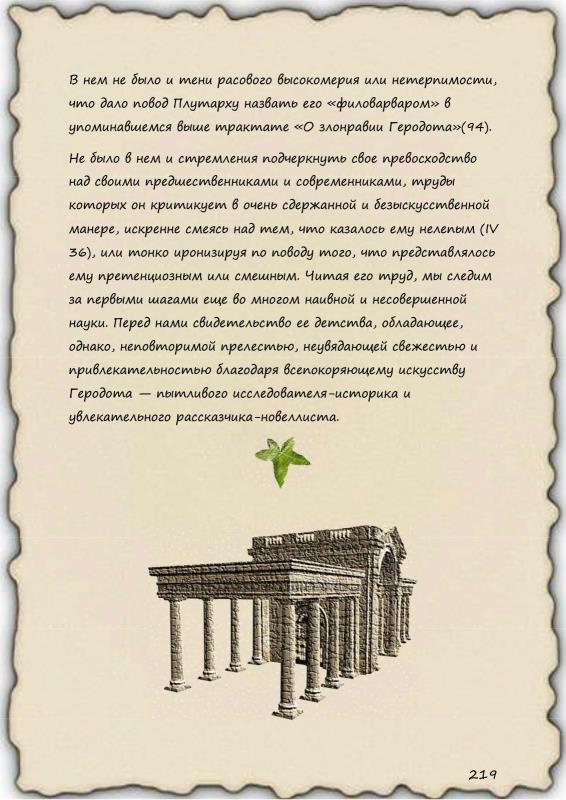 В нем не было и тени расового высокомерия или нетерпимости,
что дало повод Плутарху назвать его «филоварваром» в
упоминавшемся выше трактате «О злонравии Геродота»(94).
Не было в нем и стремления подчеркнуть свое превосходство
над своими предшественниками и современниками, труды
которых он критикует в очень сдержанной и безыскусственной
манере, искренне смеясь над тем, что казалось ему нелепым (IV
36), или тонко иронизируя по поводу того, что представлялось
ему претенциозным или смешным. Читая его труд, мы следим
за первыми шагами еще во многом наивной и несовершенной
науки. Перед нами свидетельство ее детства, обладающее,
однако, неповторимой прелестью, неувядающей свежестью и
привлекательностью благодаря всепокоряющему искусству
Геродота — пытливого исследователя-историка и
увлекательного рассказчика-новеллиста.
219